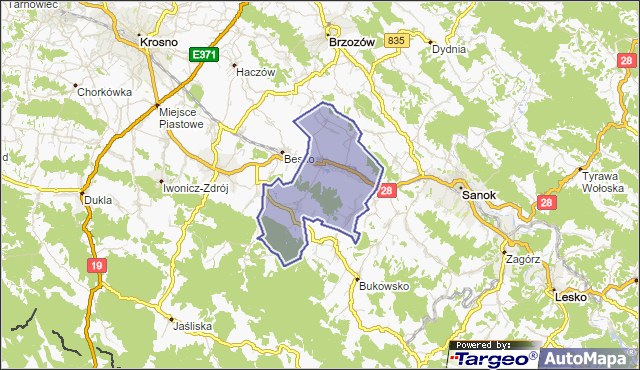 Tarnowiec
Krosno
Brzozów
835
Dydnia
E371
28
Haczów
Chorkówka
Miejsce
Piastowe
Besko
d
Iwonicz-Zdrój
Tyrawa
Wołoska
28
Sanok
28
Dukla
19
Zagórz
Bukowsko
Lesko
Jaśliska
Powered by:
Targeo®
AutoMapa®